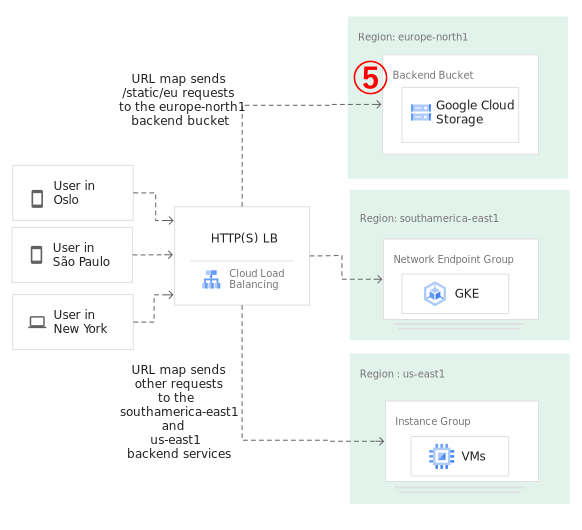 Region: europe-north1
5
Backend Bucket
Google Cloud
Storage
URL map sends
/static/eu requests
to the europe-north1
backend bucket
User in
Oslo
User in
São Paulo
User in
New York
HTTP(S) LB
Cloud Load
Balancing
Region: southamerica-east1
Network Endpoint Group
GKE
URL map sends
other requests
to the
southamerica-east1
and
us-east1
backend services
Region : us-east1
Instance Group
VMs